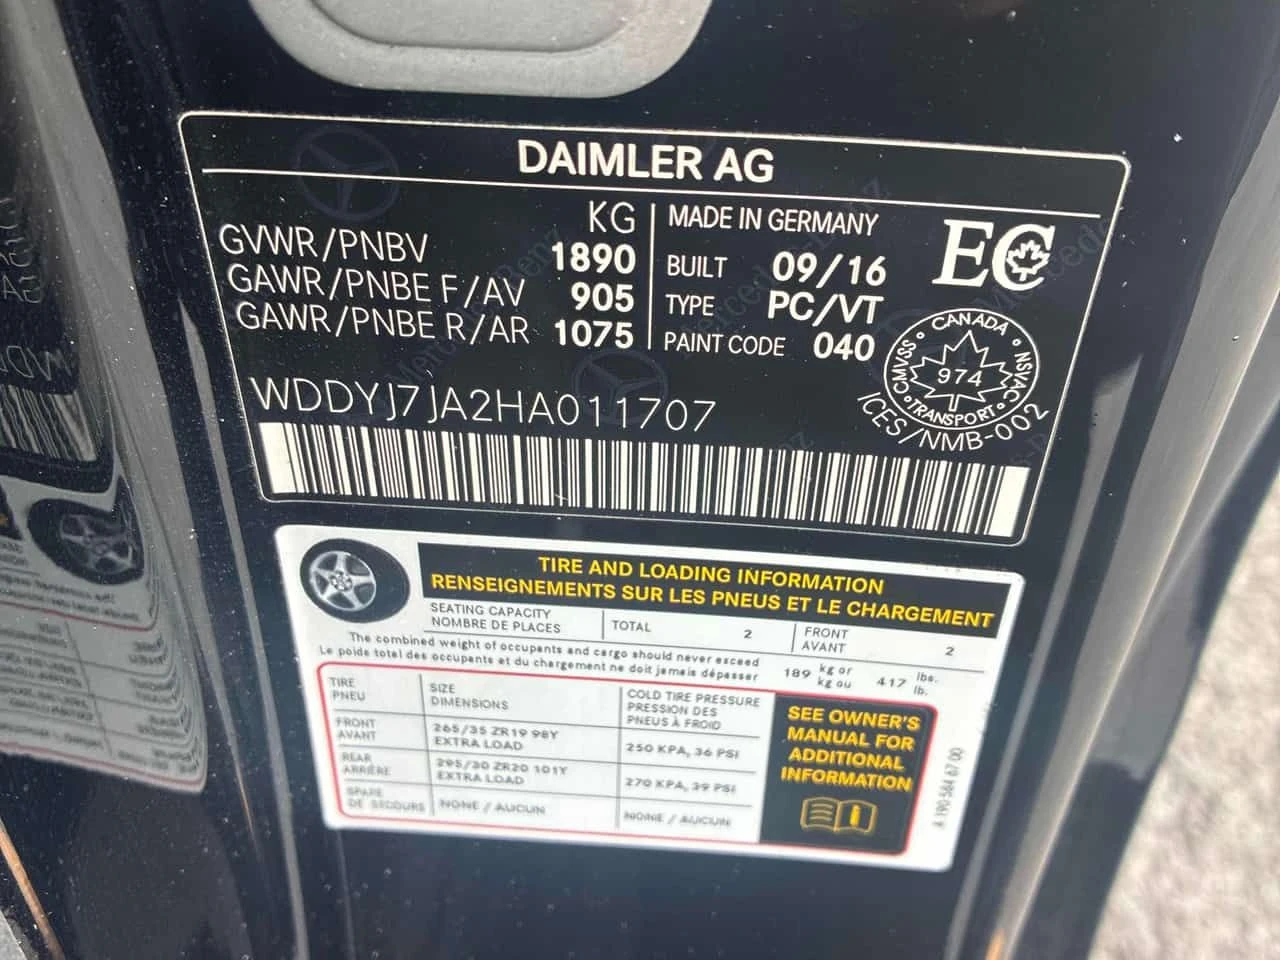 DAIMLER AG
KG
GVWR/PNBV 1890
GAWR/PNBE F/AV 905
GAWR/PNBE R/AR 1075
MADE IN GERMANY
BUILT 09/16
TYPE PC/VT
PAINT CODE 040
EC
CANADA
CMVSS 974 NSVAC
TRANSPORT
ICES/NMB-002
WDDYJ7JA2HA011707
TIRE AND LOADING INFORMATION
RENSEIGNEMENTS SUR LES PNEUS ET LE CHARGEMENT
SEATING CAPACITY
NOMBRE DE PLACES
TOTAL 2
FRONT
AVANT 2
The combined weight of occupants and cargo should never exceed
Le poids total des occupants et du chargement ne doit jamais dépasser
189 kg or
kg ou
417 lbs.
lb.
TIRE
PNEU
SIZE
DIMENSIONS
COLD TIRE PRESSURE
PRESSION DES
PNEUS À FROID
FRONT
AVANT
265/35 ZR19 98Y
EXTRA LOAD
250 KPA, 36 PSI
REAR
ARRIÈRE
295/30 ZR20 101Y
EXTRA LOAD
270 KPA, 39 PSI
SPARE
DE SECOURS
NONE / AUCUN
NONE / AUCUN
SEE OWNER'S
MANUAL FOR
ADDITIONAL
INFORMATION
A 190 584 67 00